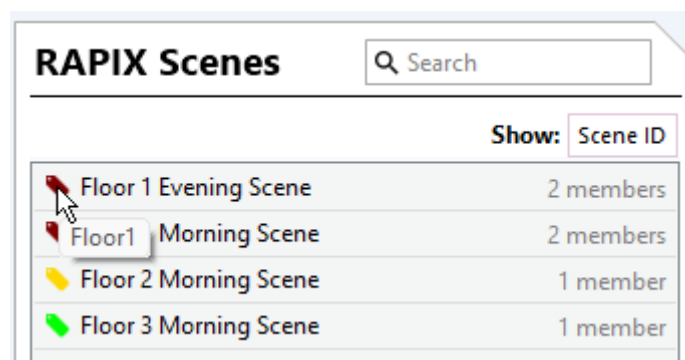 RAPIX Scenes
Search
Show: Scene ID
Floor 1 Evening Scene 2 members
Floor1 Morning Scene 2 members
Floor 2 Morning Scene 1 member
Floor 3 Morning Scene 1 member